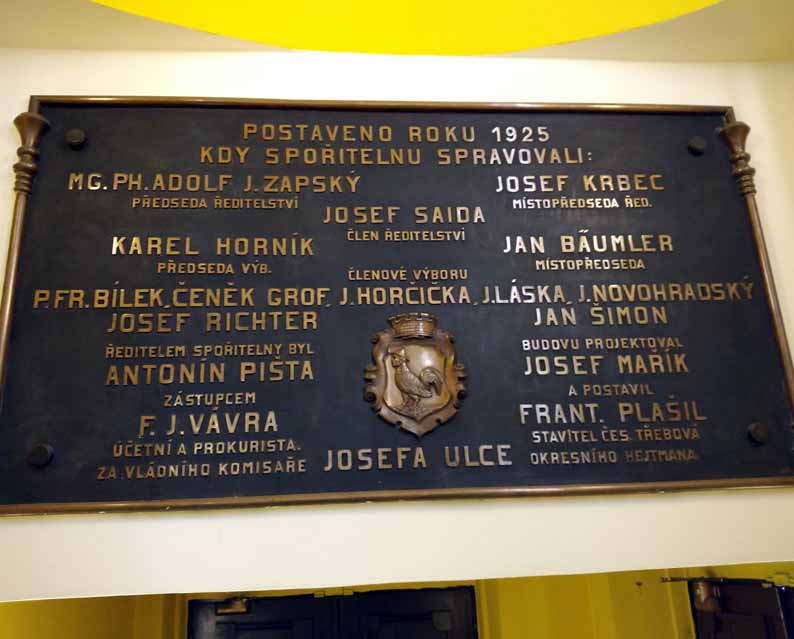 POSTAVENO ROKU 1925
KDY SPOŘITELNU SPRAVOVALI:
MG. PH. ADOLF J. ZAPSKÝ
PŘEDSEDA ŘEDITELSTVÍ
JOSEF KRBEC
MÍSTOPŘEDSEDA ŘED.
JOSEF SAIDA
ČLEN ŘEDITELSTVÍ
KAREL HORNÍK
PŘEDSEDA VÝB.
JAN BÄUMLER
MÍSTOPŘEDSEDA
ČLENOVÉ VÝBORU
P. FR. BÍLEK, ČENĚK GROF, J. HORČIČKA, J. LÁSKA, J. NOVOHRADSKÝ
JOSEF RICHTER
JAN ŠIMON
ŘEDITELEM SPOŘITELNY BYL
ANTONÍN PIŠTA
ZÁSTUPCEM
F. J. VÁVRA
ÚČETNÍ A PROKURISTA.
BUDOVU PROJEKTOVAL
JOSEF MAŘÍK
A POSTAVIL
FRANT. PLAŠIL
STAVITEL ČES. TŘEBOVÁ
ZA VLÁDNÍHO KOMISAŘE JOSEFA ULCE OKRESNÍHO HEJTMANA